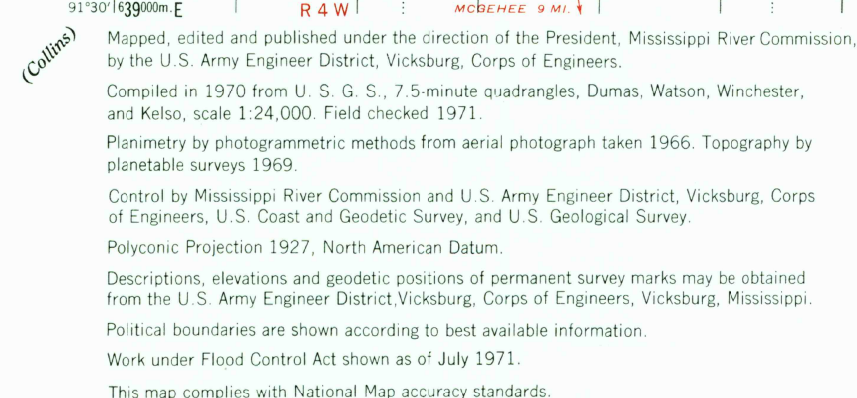 91°30' 639000m.E R 4 W MCGEHEE 9 MI.
(Collins)
Mapped, edited and published under the direction of the President, Mississippi River Commission,
by the U.S. Army Engineer District, Vicksburg, Corps of Engineers.
Compiled in 1970 from U. S. G. S., 7.5-minute quadrangles, Dumas, Watson, Winchester,
and Kelso, scale 1:24,000. Field checked 1971.
Planimetry by photogrammetric methods from aerial photograph taken 1966. Topography by
planetable surveys 1969.
Control by Mississippi River Commission and U.S. Army Engineer District, Vicksburg, Corps
of Engineers, U.S. Coast and Geodetic Survey, and U.S. Geological Survey.
Polyconic Projection 1927, North American Datum.
Descriptions, elevations and geodetic positions of permanent survey marks may be obtained
from the U.S. Army Engineer District,Vicksburg, Corps of Engineers, Vicksburg, Mississippi.
Political boundaries are shown according to best available information.
Work under Flood Control Act shown as of July 1971.
This map complies with National Map accuracy standards.